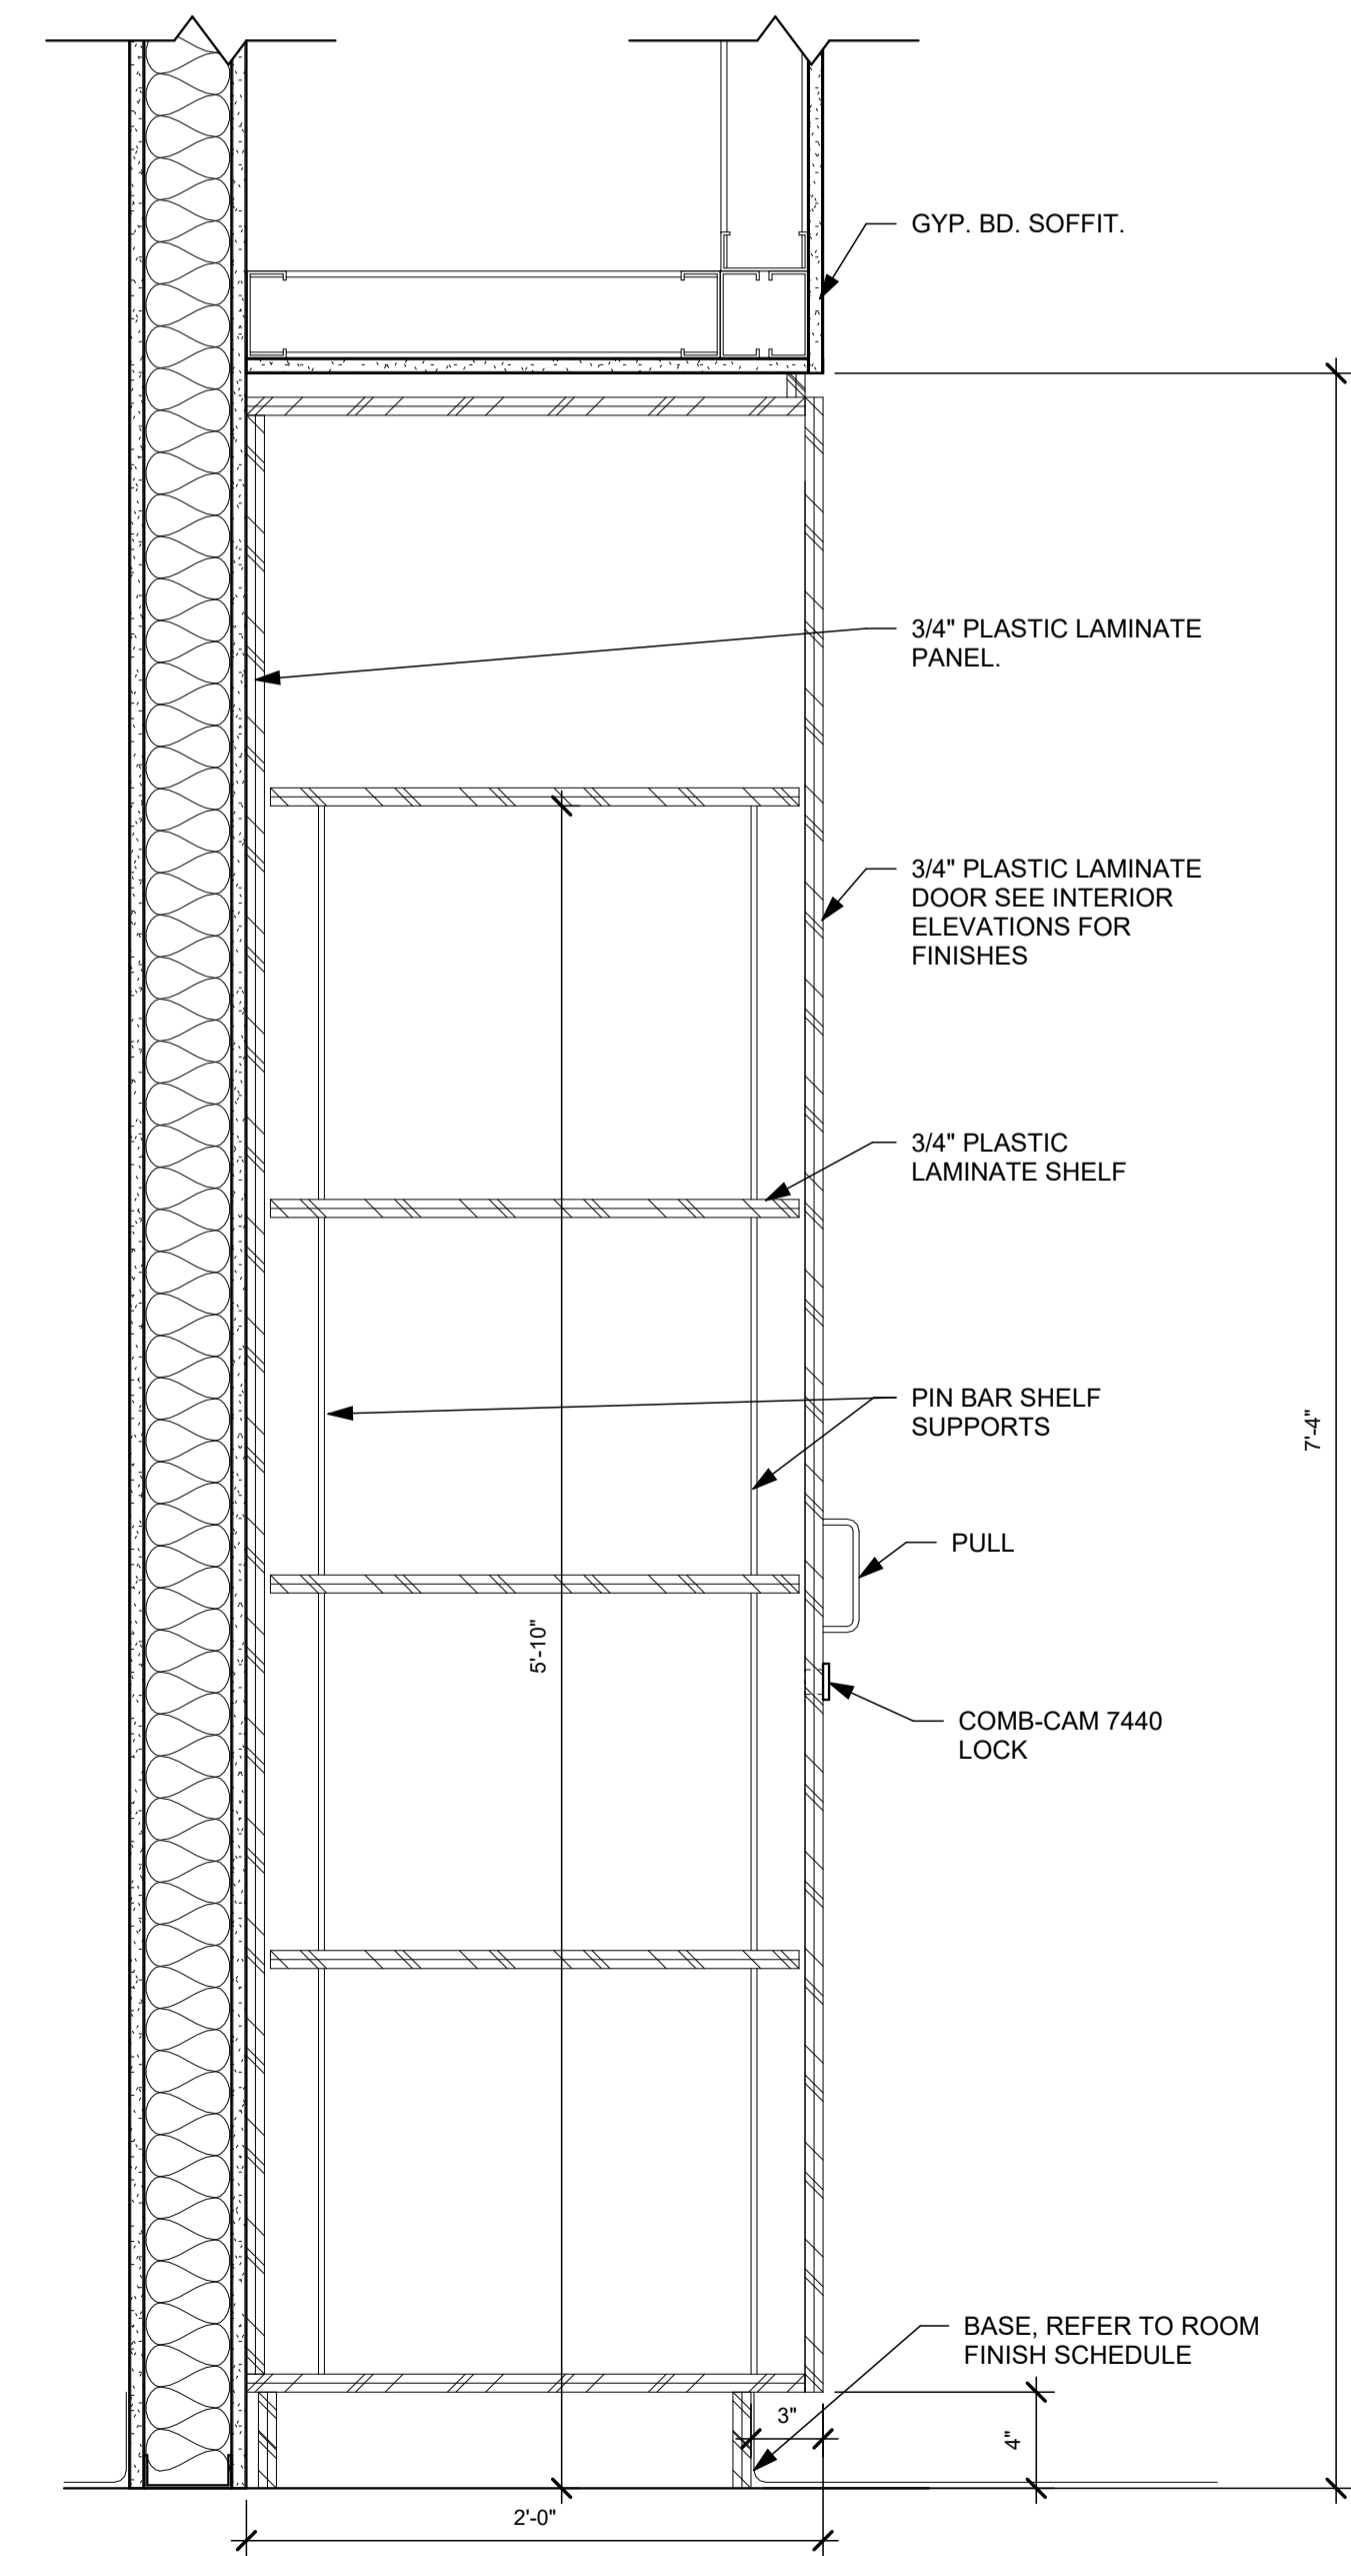 GYP. BD. SOFFIT.
3/4" PLASTIC LAMINATE
PANEL.
3/4" PLASTIC LAMINATE
DOOR SEE INTERIOR
ELEVATIONS FOR
FINISHES
3/4" PLASTIC
LAMINATE SHELF
PIN BAR SHELF
SUPPORTS
7'-4"
PULL
5'-10"
COMB-CAM 7440
LOCK
BASE, REFER TO ROOM
FINISH SCHEDULE
3"
4"
2'-0"